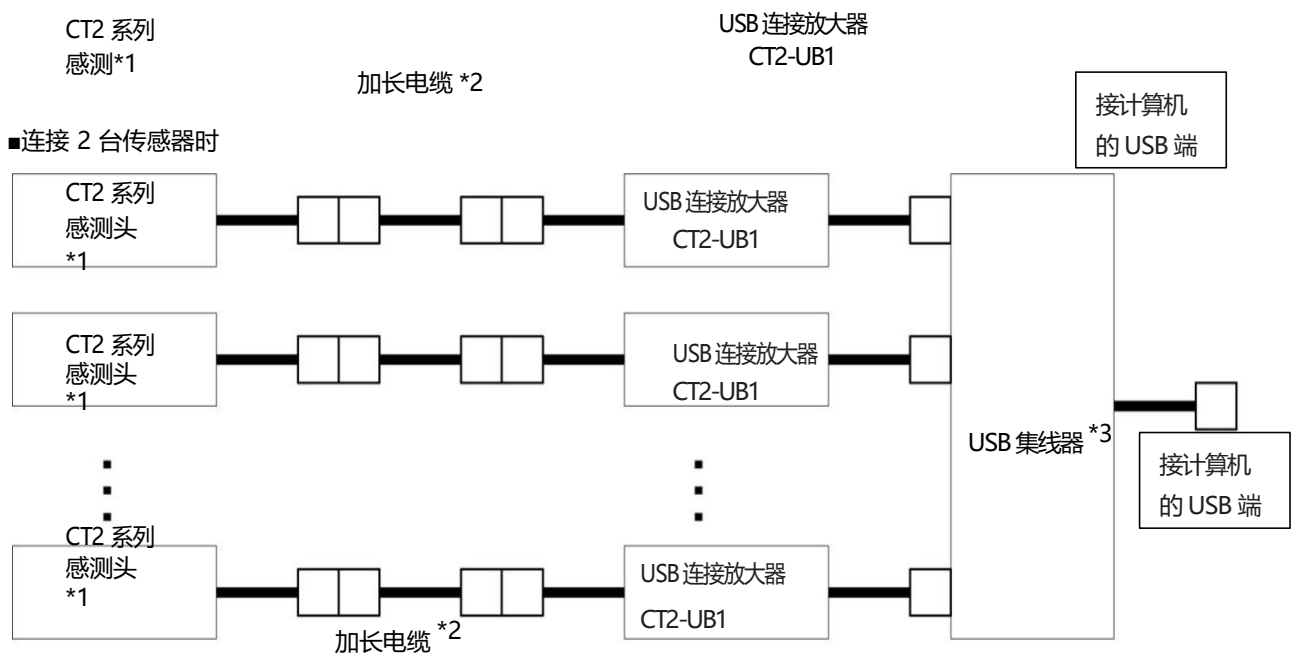 CT2 系列
感测*1
加长电缆 *2
USB 连接放大器
CT2-UB1
接计算机
的 USB 端
■连接 2 台传感器时
CT2 系列
感测头
*1
USB 连接放大器
CT2-UB1
CT2 系列
感测头
*1
USB 连接放大器
CT2-UB1
USB 集线器 *3
接计算机
的 USB 端
CT2 系列
感测头
*1
加长电缆 *2
USB 连接放大器
CT2-UB1